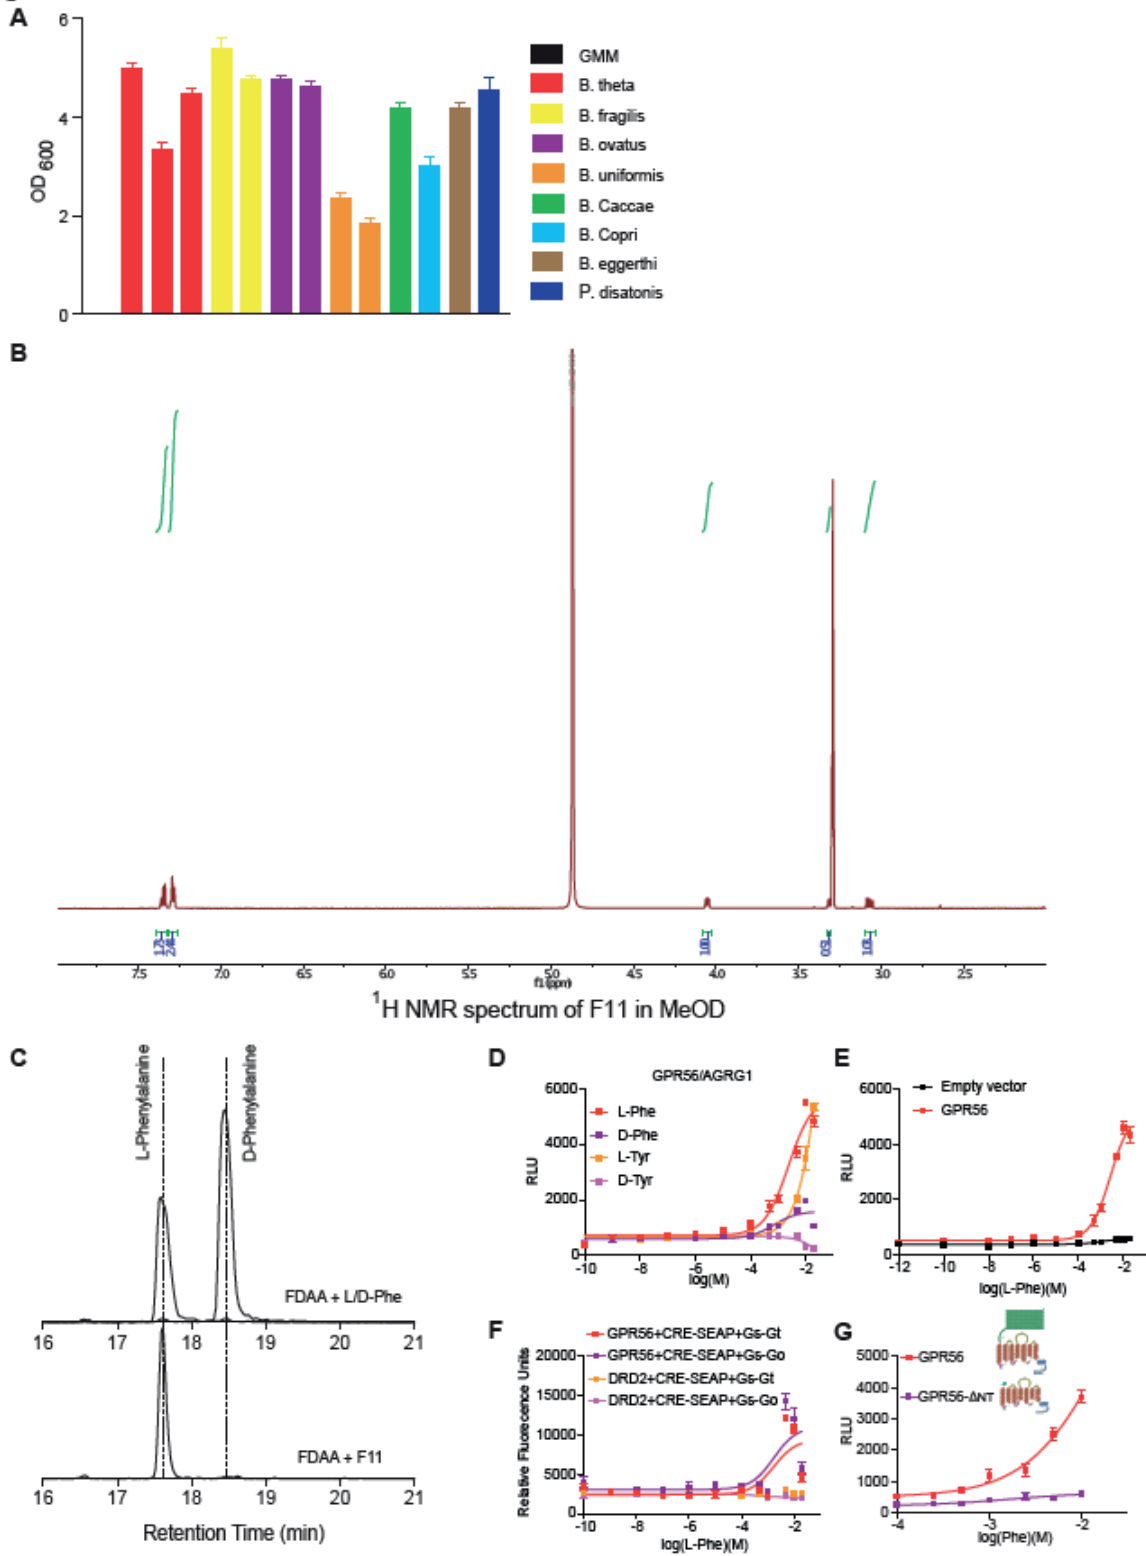 A
6
4
2
0
OD 600
GMM
B. theta
B. fragilis
B. ovatus
B. uniformis
B. Caccae
B. Copri
B. eggerthi
P. disatonis
B
7.5
7.0
6.5
6.0
5.5
5.0
4.5
4.0
3.5
3.0
2.5
f1 (ppm)
1H NMR spectrum of F11 in MeOD
C
L-Phenylalanine
D-Phenylalanine
FDAA + L/D-Phe
16 17 18 19 20 21
FDAA + F11
16 17 18 19 20 21
Retention Time (min)
D
GPR56/AGRG1
6000
4000
2000
0
RLU
L-Phe
D-Phe
L-Tyr
D-Tyr
-10 -8 -6 -4 -2
log(M)
E
6000
4000
2000
0
RLU
Empty vector
GPR56
-12 -10 -8 -6 -4 -2
log(L-Phe)(M)
F
20000
15000
10000
5000
0
Relative Fluorecence Units
GPR56+CRE-SEAP+Gs-Gt
GPR56+CRE-SEAP+Gs-Go
DRD2+CRE-SEAP+Gs-Gt
DRD2+CRE-SEAP+Gs-Go
-10 -8 -6 -4 -2
log(L-Phe)(M)
G
5000
4000
3000
2000
1000
0
RLU
GPR56
GPR56-ΔNT
-4 -3 -2
log(Phe)(M)